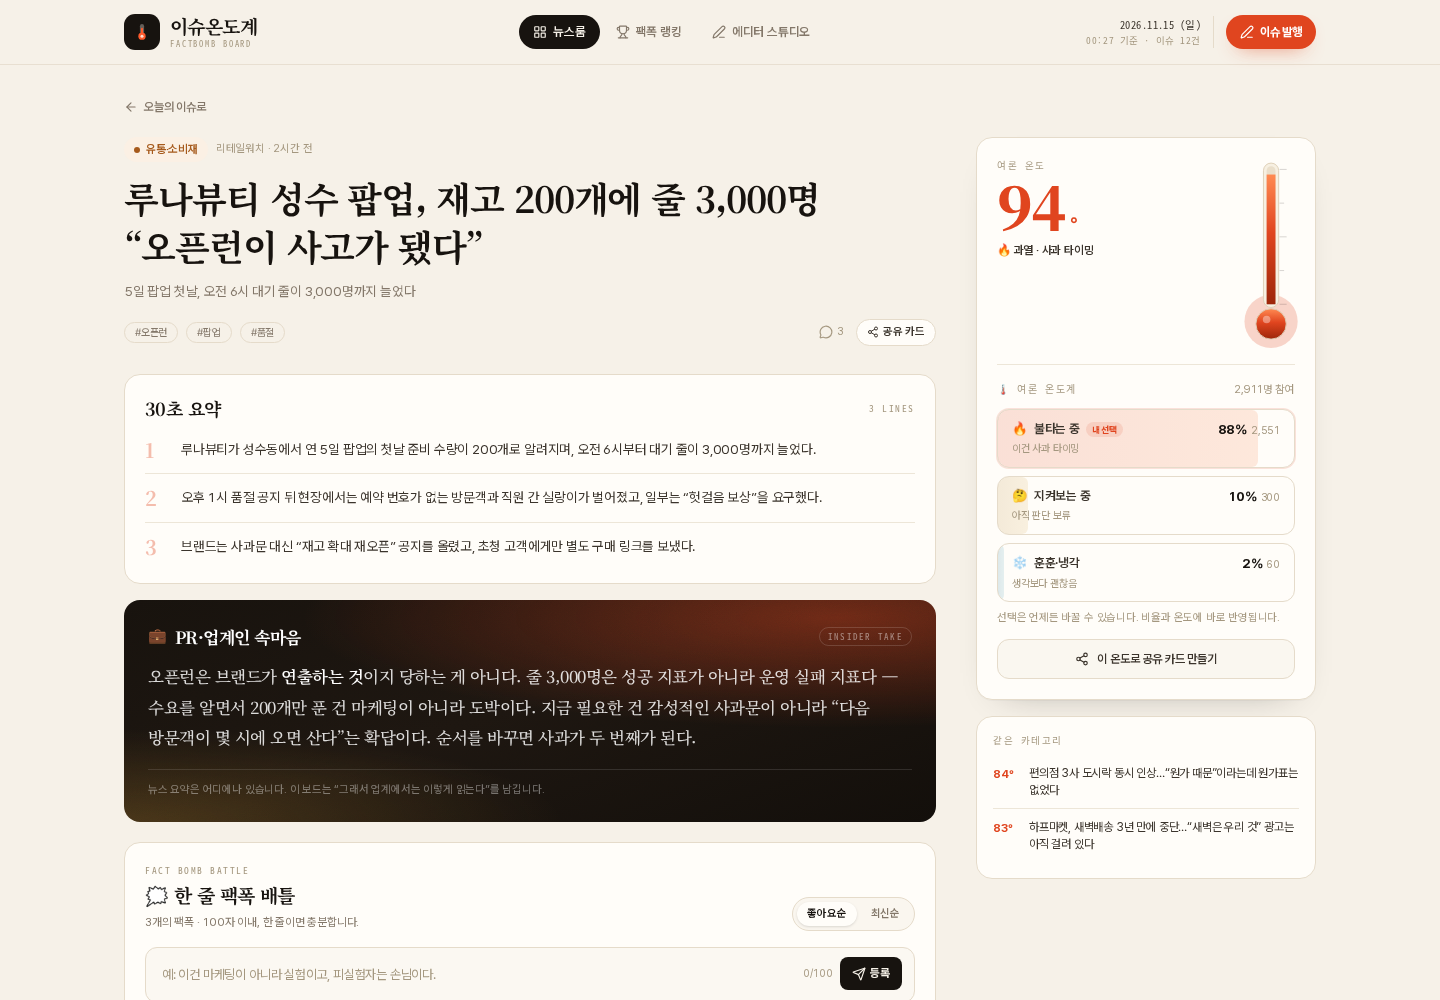 이슈온도계
FACTBOMB BOARD
뉴스룸
팩폭 랭킹
에디터 스튜디오
2026.11.15 (일)
00:27 기준 · 이슈 12건
이슈 발행
오늘의 이슈로
유통소비재
리테일워치 · 2시간 전
루나뷰티 성수 팝업, 재고 200개에 줄 3,000명
“오픈런이 사고가 됐다”
5일 팝업 첫날, 오전 6시 대기 줄이 3,000명까지 늘었다
#오픈런
#팝업
#품절
3
공유 카드
30초 요약
3 LINES
1 루나뷰티가 성수동에서 연 5일 팝업의 첫날 준비 수량이 200개로 알려지며, 오전 6시부터 대기 줄이 3,000명까지 늘었다.
2 오후 1시 품절 공지 뒤 현장에서는 예약 번호가 없는 방문객과 직원 간 실랑이가 벌어졌고, 일부는 “헛걸음 보상”을 요구했다.
3 브랜드는 사과문 대신 “재고 확대 재오픈” 공지를 올렸고, 초청 고객에게만 별도 구매 링크를 보냈다.
PR·업계인 속마음
INSIDER TAKE
오픈런은 브랜드가 연출하는 것이지 당하는 게 아니다. 줄 3,000명은 성공 지표가 아니라 운영 실패 지표다 —
수요를 알면서 200개만 푼 건 마케팅이 아니라 도박이다. 지금 필요한 건 감성적인 사과문이 아니라 “다음
방문객이 몇 시에 오면 산다”는 확답이다. 순서를 바꾸면 사과가 두 번째가 된다.
뉴스 요약은 어디에나 있습니다. 이 보드는 “그래서 업계에서는 이렇게 읽는다”를 남깁니다.
FACT BOMB BATTLE
한 줄 팩폭 배틀
3개의 팩폭 · 100자 이내, 한 줄이면 충분합니다.
좋아요순
최신순
예: 이건 마케팅이 아니라 실험이고, 피실험자는 손님이다.
0/100
등록
여론 온도
94°
과열 · 사과 타이밍
여론 온도계
2,911명 참여
불타는 중
내 선택
88% 2,551
이건 사과 타이밍
지켜보는 중
10% 300
아직 판단 보류
훈훈·냉각
2% 60
생각보다 괜찮음
선택은 언제든 바꿀 수 있습니다. 비율과 온도에 바로 반영됩니다.
이 온도로 공유 카드 만들기
같은 카테고리
84° 편의점 3사 도시락 동시 인상…“원가 때문”이라는데 원가표는
없었다
83° 하프마켓, 새벽배송 3년 만에 중단…“새벽은 우리 것” 광고는
아직 걸려 있다